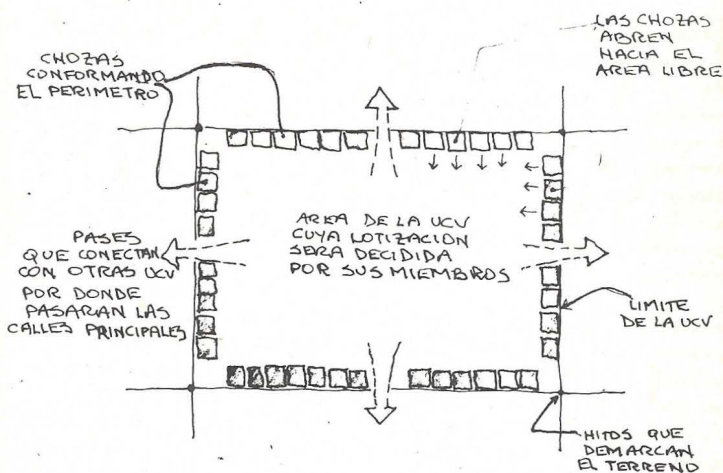 LAS CHOZAS
ABREN
HACIA EL
AREA LIBRE
CHOZAS
CONFORMANDO
EL PERIMETRO
AREA DE LA UCV
CUYA LOTIZACIÓN
SERA DECIDIDA
POR SUS MIEMBROS
PASES
QUE CONECTAN
CON OTRAS UCV
POR DONDE
PASARIAN LAS
CALLES PRINCIPALES
LIMITE
DE LA UCV
HITOS QUE
DEMARCAN
EL TERRENO